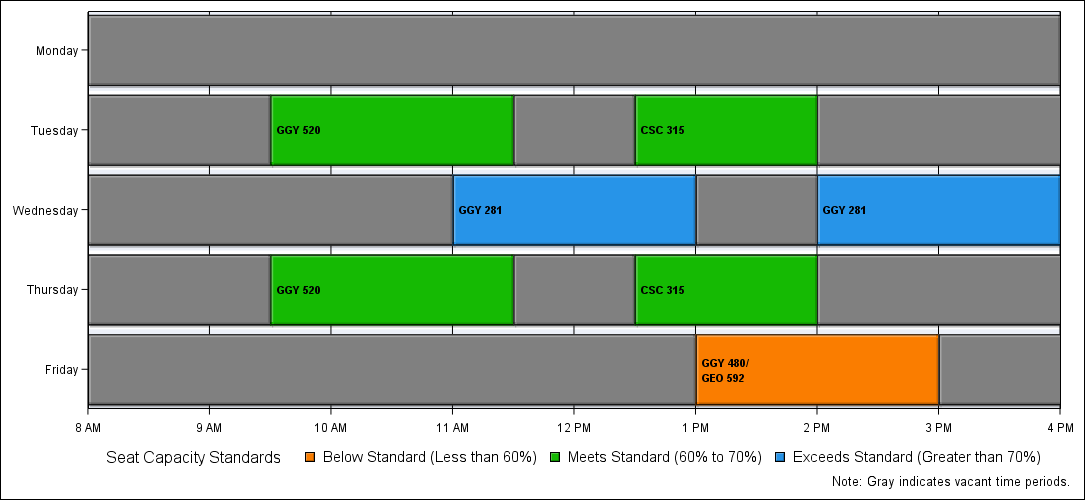 Monday
Tuesday
GGY 520
CSC 315
Wednesday
GGY 281
GGY 281
Thursday
GGY 520
CSC 315
Friday
GGY 480/
GEO 592
8 AM 9 AM 10 AM 11 AM 12 PM 1 PM 2 PM 3 PM 4 PM
Seat Capacity Standards Below Standard (Less than 60%) Meets Standard (60% to 70%) Exceeds Standard (Greater than 70%)
Note: Gray indicates vacant time periods.